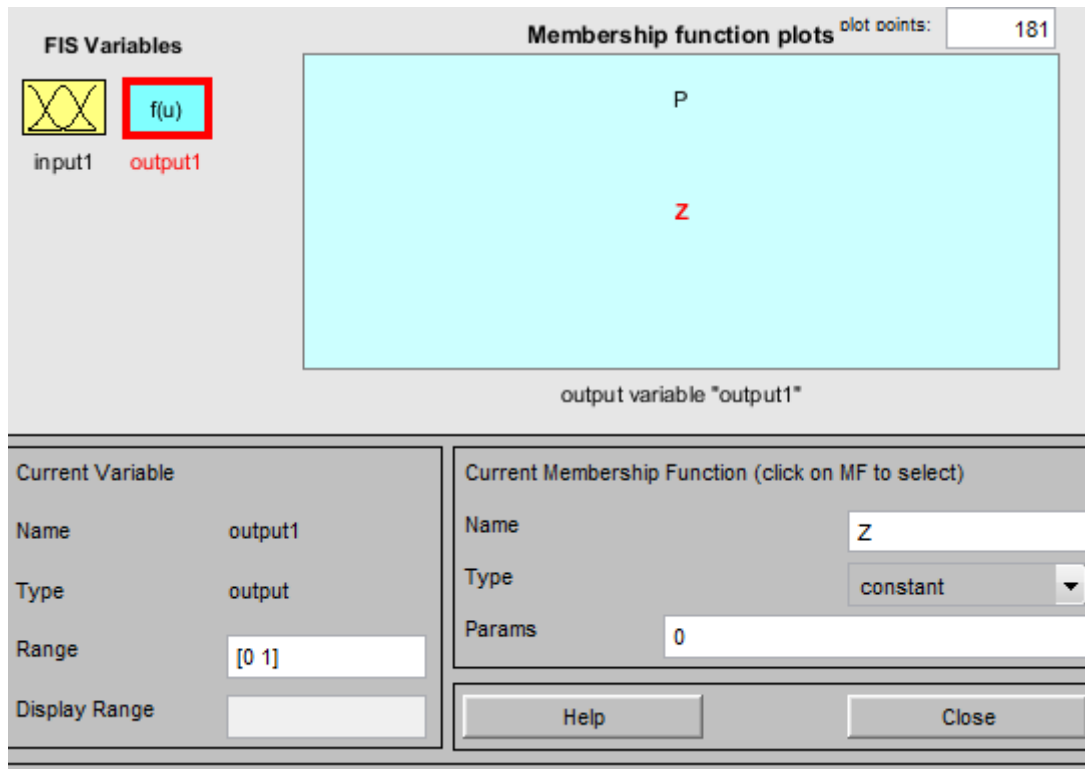 FIS Variables
f(u)
input1
output1
Membership function plots
plot points:
181
P
Z
output variable "output1"
Current Variable
Name
output1
Type
output
Range
[0 1]
Display Range
Current Membership Function (click on MF to select)
Name
Z
Type
constant
Params
0
Help
Close